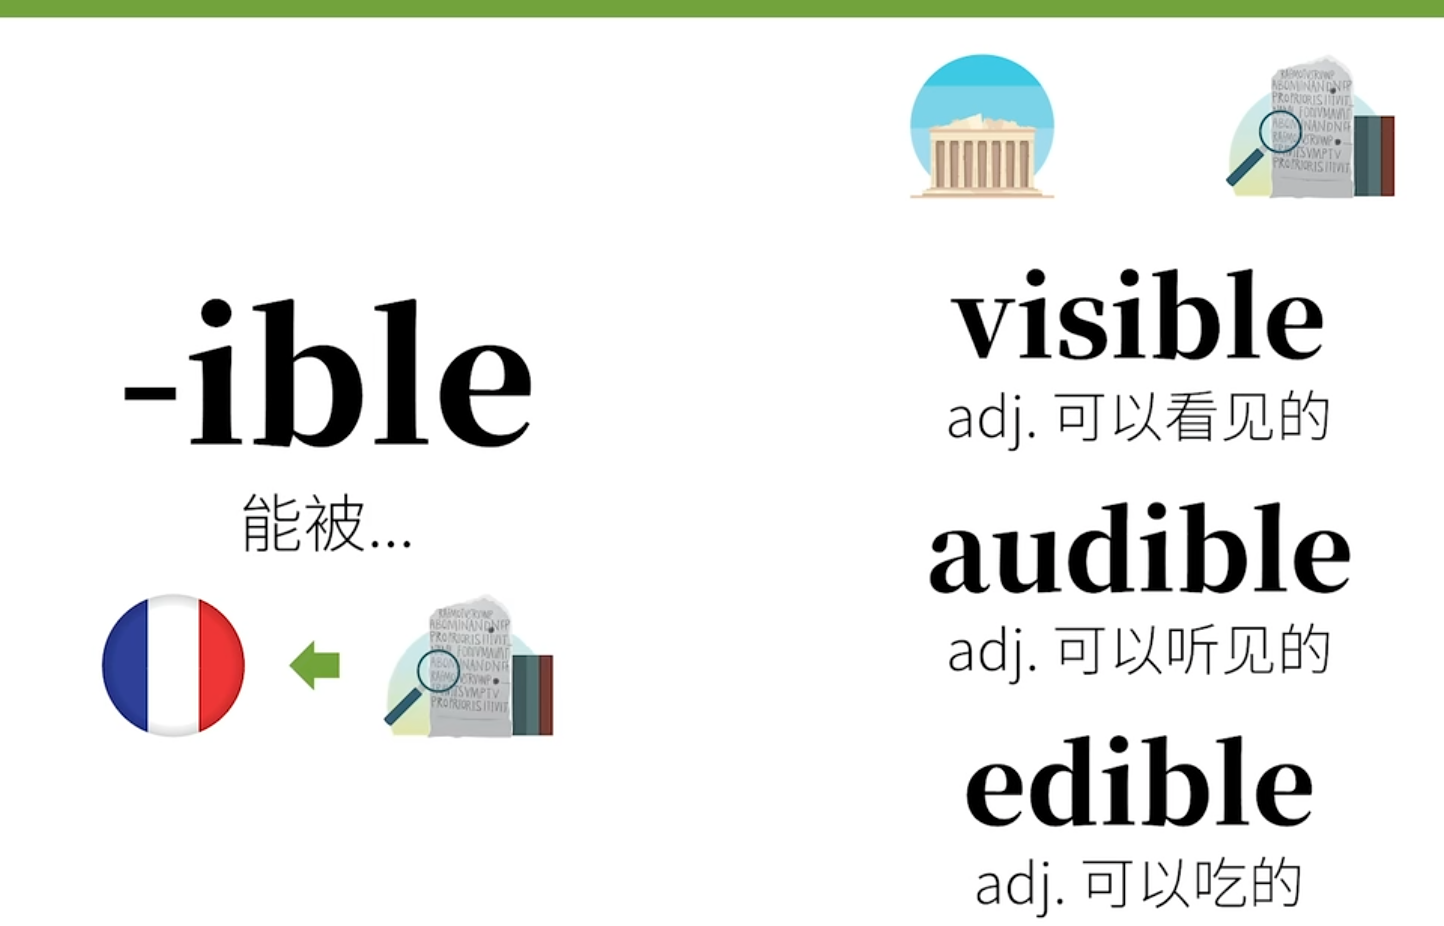 -ible
能被...
visible
adj. 可以看见的
audible
adj. 可以听见的
edible
adj. 可以吃的